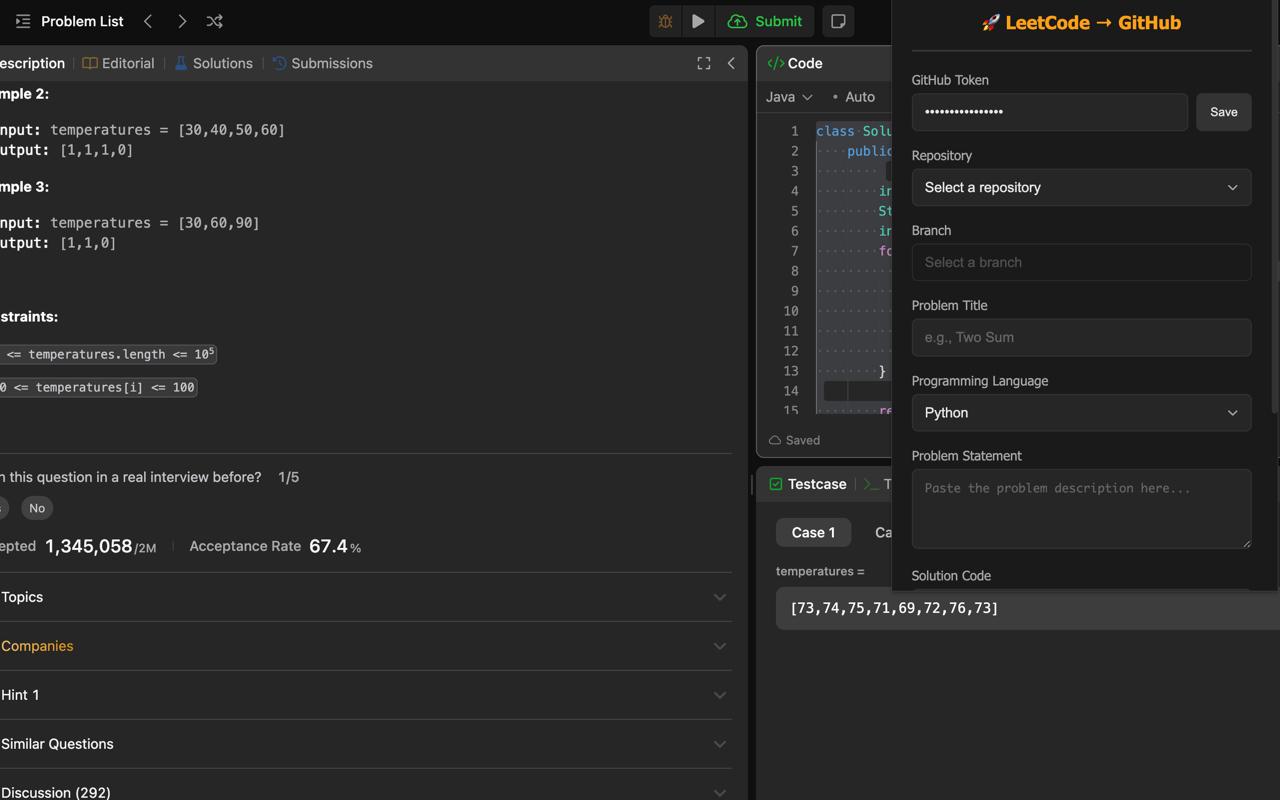 Problem List
Submit
escription
Editorial
Solutions
Submissions
mple 2:
nput: temperatures = [30,40,50,60]
utput: [1,1,1,0]
mple 3:
nput: temperatures = [30,60,90]
utput: [1,1,0]
straints:
<= temperatures.length <= 10⁵
0 <= temperatures[i] <= 100
n this question in a real interview before? 1/5
No
epted 1,345,058/2M
Acceptance Rate 67.4%
Topics
Companies
Hint 1
Similar Questions
Discussion (292)
</> Code
Java
• Auto
1 class Solu
2 public
3
4 in
5 St
6 in
7 fo
8
9
10
11
12
13 }
14
15 re
Saved
Testcase
>_ T
Case 1
Ca
temperatures =
[73,74,75,71,69,72,76,73]
🚀 LeetCode → GitHub
GitHub Token
••••••••••••••••
Save
Repository
Select a repository
Branch
Select a branch
Problem Title
e.g., Two Sum
Programming Language
Python
Problem Statement
Paste the problem description here...
Solution Code